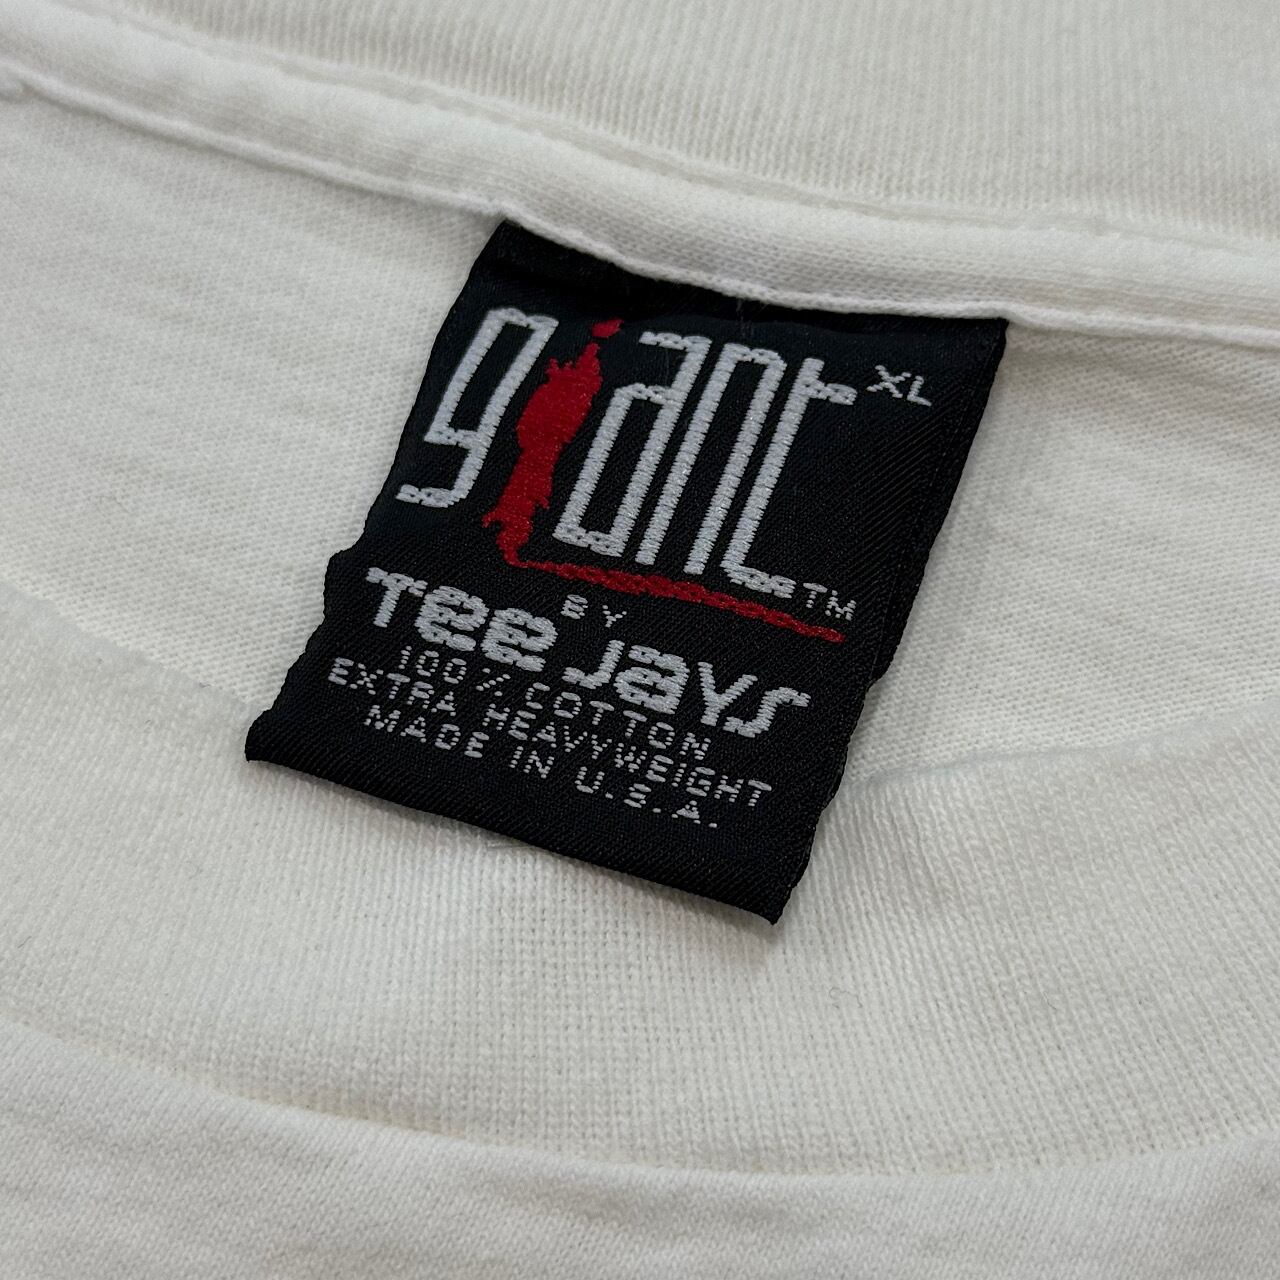 giant XL
TM
BY
Tee Jays
100% COTTON
EXTRA HEAVYWEIGHT
MADE IN U.S.A.